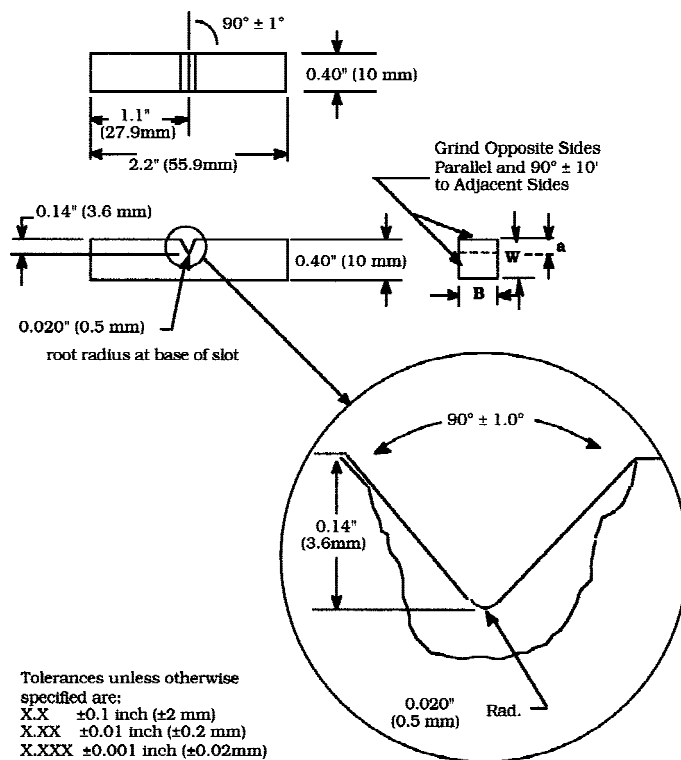 90° ± 1°
0.40" (10 mm)
1.1"
(27.9mm)
2.2" (55.9mm)
Grind Opposite Sides
Parallel and 90° ± 10'
to Adjacent Sides
0.14" (3.6 mm)
0.40" (10 mm)
W
a
B
0.020" (0.5 mm)
root radius at base of slot
90° ± 1.0°
0.14"
(3.6mm)
0.020"
(0.5 mm)
Rad.
Tolerances unless otherwise
specified are:
X.X ±0.1 inch (±2 mm)
X.XX ±0.01 inch (±0.2 mm)
X.XXX ±0.001 inch (±0.02mm)